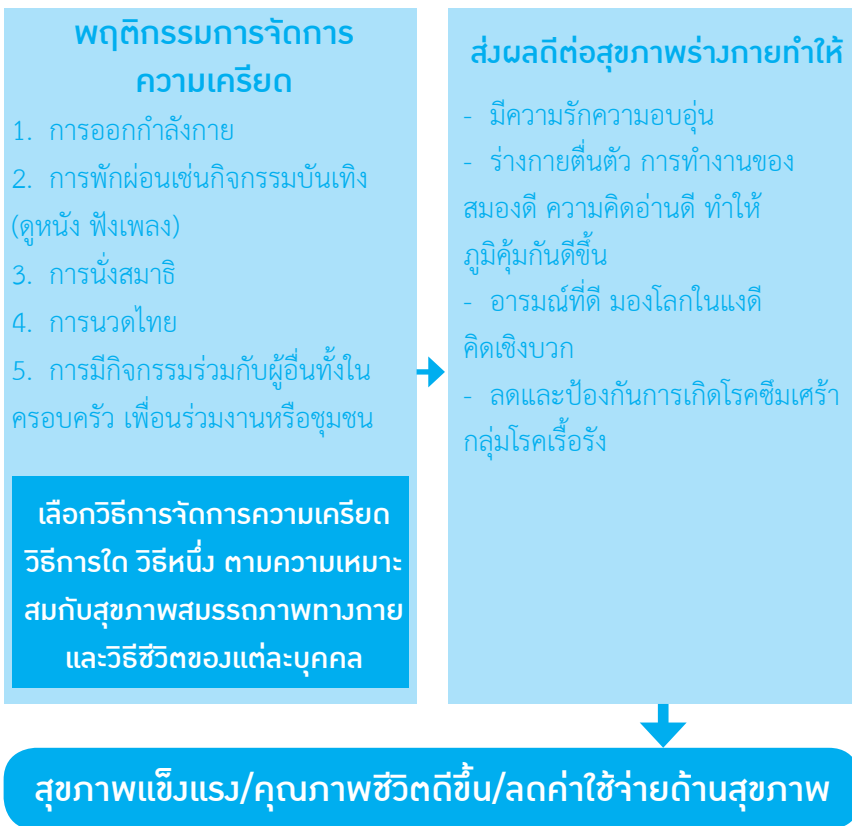 พฤติกรรมการจัดการ
ความเครียด
1. การออกกำลังกาย
2. การพักผ่อนเช่นกิจกรรมบันเทิง
(ดูหนัง ฟังเพลง)
3. การนั่งสมาธิ
4. การนวดไทย
5. การมีกิจกรรมร่วมกับผู้อื่นทั้งใน
ครอบครัว เพื่อนร่วมงานหรือชุมชน
เลือกวิธีการจัดการความเครียด
วิธีการใด วิธีหนึ่ง ตามความเหมาะ
สมกับสุขภาพสมรรถภาพทางกาย
และวิธีชีวิตของแต่ละบุคคล
ส่งผลดีต่อสุขภาพร่างกายทำให้
- มีความรักความอบอุ่น
- ร่างกายตื่นตัว การทำงานของ
สมองดี ความคิดอ่านดี ทำให้
ภูมิคุ้มกันดีขึ้น
- อารมณ์ที่ดี มองโลกในแงดี
คิดเชิงบวก
- ลดและป้องกันการเกิดโรคซึมเศร้า
กลุ่มโรคเรื้อรัง
สุขภาพแข็งแรง/คุณภาพชีวิตดีขึ้น/ลดค่าใช้จ่ายด้านสุขภาพ